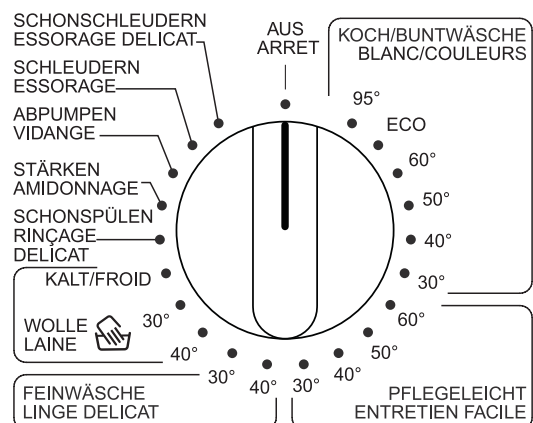 SCHONSCHLEUDERN
ESSORAGE DELICAT
SCHLEUDERN
ESSORAGE
ABPUMPEN
VIDANGE
STÄRKEN
AMIDONNAGE
SCHONSPÜLEN
RINÇAGE
DELICAT
KALT/FROID
30°
WOLLE
LAINE
40°
FEINWÄSCHE
LINGE DELICAT
30°
40°
AUS
ARRET
KOCH/BUNTWÄSCHE
BLANC/COULEURS
95°
ECO
60°
50°
40°
30°
60°
50°
40°
30°
PFLEGELEICHT
ENTRETIEN FACILE